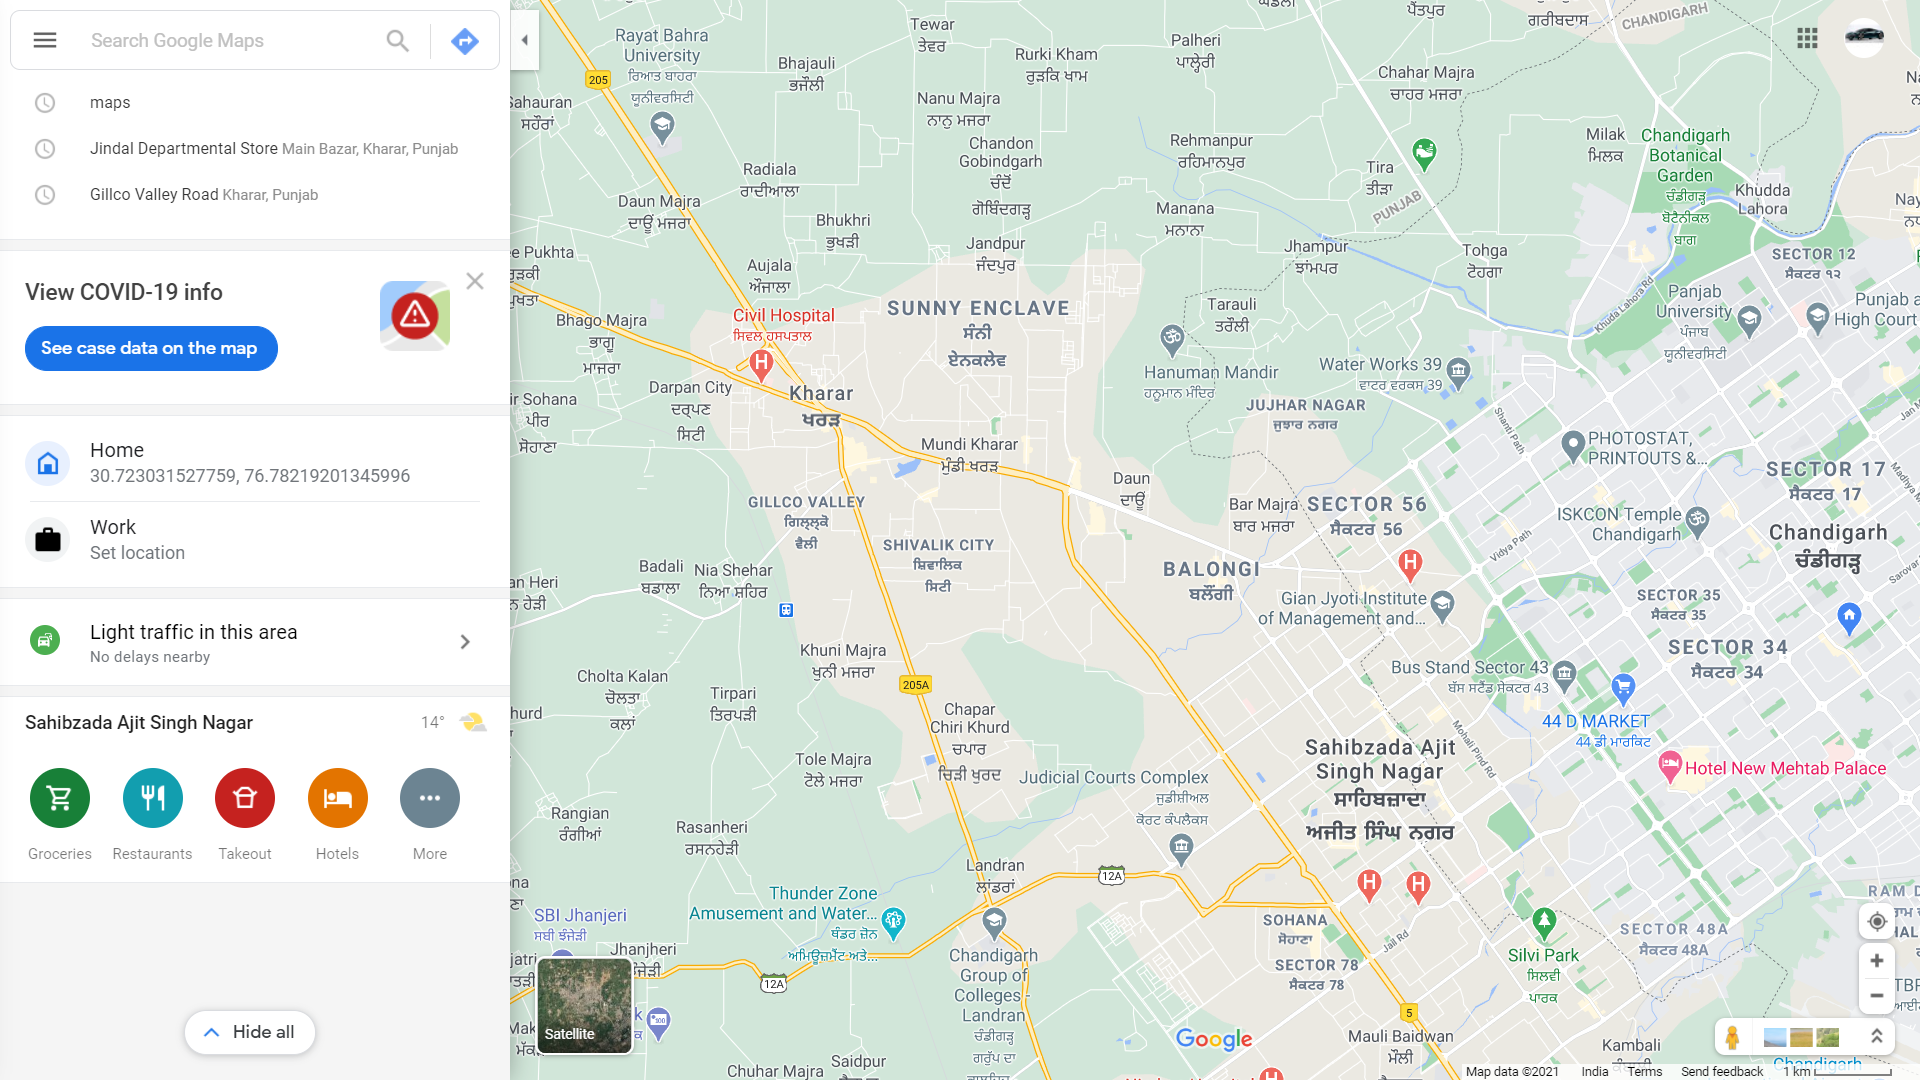 Search Google Maps
maps
Jindal Departmental Store Main Bazar, Kharar, Punjab
Gillco Valley Road Kharar, Punjab
View COVID-19 info
See case data on the map
Home
30.723031527759, 76.78219201345996
Work
Set location
Light traffic in this area
No delays nearby
Sahibzada Ajit Singh Nagar 14°
Groceries Restaurants Takeout Hotels More
Hide all
Satellite
Rayat Bahra
University
ਰਿਆਤ ਬਾਹਰਾ
ਯੂਨੀਵਰਸਿਟੀ
205
Tewar
ਤੇਵਰ
Bhajauli
ਭਜੌਲੀ
Rurki Kham
ਰੁੜਕਿ ਖਾਮ
Palheri
ਪਾਲ੍ਹੇਰੀ
ਪੈਂਤਪੁਰ
ਗਰੀਬਦਾਸ
CHANDIGARH
Chahar Majra
ਚਾਹਰ ਮਜਰਾ
Sahauran
ਸਹੌਰਾਂ
Nanu Majra
ਨਾਨੂ ਮਜਰਾ
Chandon
Gobindgarh
ਚੰਦੋਂ
ਗੋਬਿੰਦਗੜ੍ਹ
Rehmanpur
ਰਹਿਮਾਨਪੁਰ
Tira
ਤੀੜਾ
PUNJAB
Milak
ਮਿਲਕ
Chandigarh
Botanical
Garden
ਚੰਡੀਗੜ੍ਹ
ਬੋਟੈਨੀਕਲ
ਬਾਗ
Khudda
Lahora
Radiala
ਰਾਦੀਆਲਾ
Daun Majra
ਦਾਊਂ ਮਜਰਾ
Bhukhri
ਭੁਖੜੀ
Manana
ਮਨਾਨਾ
Jandpur
ਜੰਦਪੁਰ
Jhampur
ਝਾਂਮਪਰ
Tohga
ਟੋਹਗਾ
SECTOR 12
ਸੈਕਟਰ ੧੨
Aujala
ਔਜਾਲਾ
Panjab
University
ਪੰਜਾਬ
ਯੂਨੀਵਰਸਿਟੀ
Punjab a
High Court
Khuda Lahora Rd
Bhago Majra
ਭਾਗੂ
ਮਾਜਰਾ
Civil Hospital
ਸਿਵਲ ਹਸਪਤਾਲ
SUNNY ENCLAVE
ਸੰਨੀ
ਏਨਕਲੇਵ
Tarauli
ਤਰੌਲੀ
Hanuman Mandir
ਹਨੂਮਾਨ ਮੰਦਿਰ
Water Works 39
ਵਾਟਰ ਵਰਕਸ 39
Darpan City
ਦਰ੍ਪਣ
ਸਿਟੀ
Kharar
ਖਰੜ
JUJHAR NAGAR
ਜੁਝਾਰ ਨਗਰ
ir Sohana
ਪੀਰ
ਸੋਹਾਣਾ
Mundi Kharar
ਮੁੰਡੀ ਖਰੜ
Shanti Path
PHOTOSTAT,
PRINTOUTS &...
SECTOR 17
ਸੈਕਟਰ 17
Daun
ਦਾਊਂ
GILLCO VALLEY
ਗਿਲ੍ਲ੍ਕੋ
ਵੈਲੀ
Bar Majra
ਬਾਰ ਮਜਰਾ
SECTOR 56
ਸੈਕਟਰ 56
ISKCON Temple
Chandigarh
Chandigarh
ਚੰਡੀਗੜ੍ਹ
Vidya Path
SHIVALIK CITY
ਸ਼ਿਵਾਲਿਕ
ਸਿਟੀ
Badali
ਬਡਾਲਾ
Nia Shehar
ਨਿਆ ਸ਼ਹਿਰ
BALONGI
ਬਲੌਂਗੀ
Gian Jyoti Institute
of Management and...
SECTOR 35
ਸੈਕਟਰ 35
SECTOR 34
ਸੈਕਟਰ 34
Khuni Majra
ਖੁਨੀ ਮਜਰਾ
205A
Cholta Kalan
ਚੋਲਤਾ
ਕਲਾਂ
Tirpari
ਤਿਰਪੜੀ
Bus Stand Sector 43
ਬੱਸ ਸਟੈਂਡ ਸੇਕਟਰ 43
44 D MARKET
44 ਡੀ ਮਾਰਕਿਟ
Chapar
Chiri Khurd
ਚਪਾਰ
ਚਿੜੀ ਖੁਰਦ
Mohali Pind Rd
Tole Majra
ਟੋਲੇ ਮਜਰਾ
Sahibzada Ajit
Singh Nagar
ਸਾਹਿਬਜ਼ਾਦਾ
ਅਜੀਤ ਸਿੰਘ ਨਗਰ
Hotel New Mehtab Palace
Judicial Courts Complex
ਜੁਡੀਸ਼ੀਅਲ
ਕੋਰਟ ਕੰਪਲੈਕਸ
Rangian
ਰੰਗੀਆਂ
Rasanheri
ਰਸਨਹੇੜੀ
Landran
ਲਾਂਡਰਾਂ
12A
Thunder Zone
Amusement and Water...
ਥੰਡਰ ਜ਼ੋਨ
ਅਮਿਊਜ਼ਮੈਂਟ ਅਤੇ...
SBI Jhanjeri
ਸਬੀ ਝੰਜੇੜੀ
Jhanjheri
SOHANA
ਸੋਹਾਣਾ
Jail Rd
SECTOR 48A
ਸੈਕਟਰ 48A
Silvi Park
ਸਿਲਵੀ
ਪਾਰਕ
SECTOR 78
ਸੈਕਟਰ 78
12A
Chandigarh
Group of
Colleges -
Landran
ਚੰਡੀਗੜ੍ਹ
ਗਰੁੱਪ ਦਾ
5
Mauli Baidwan
ਮੌਲੀ
Kambali
Saidpur
Chuhar Majra
Google
Map data ©2021 India Terms Send feedback 1 km